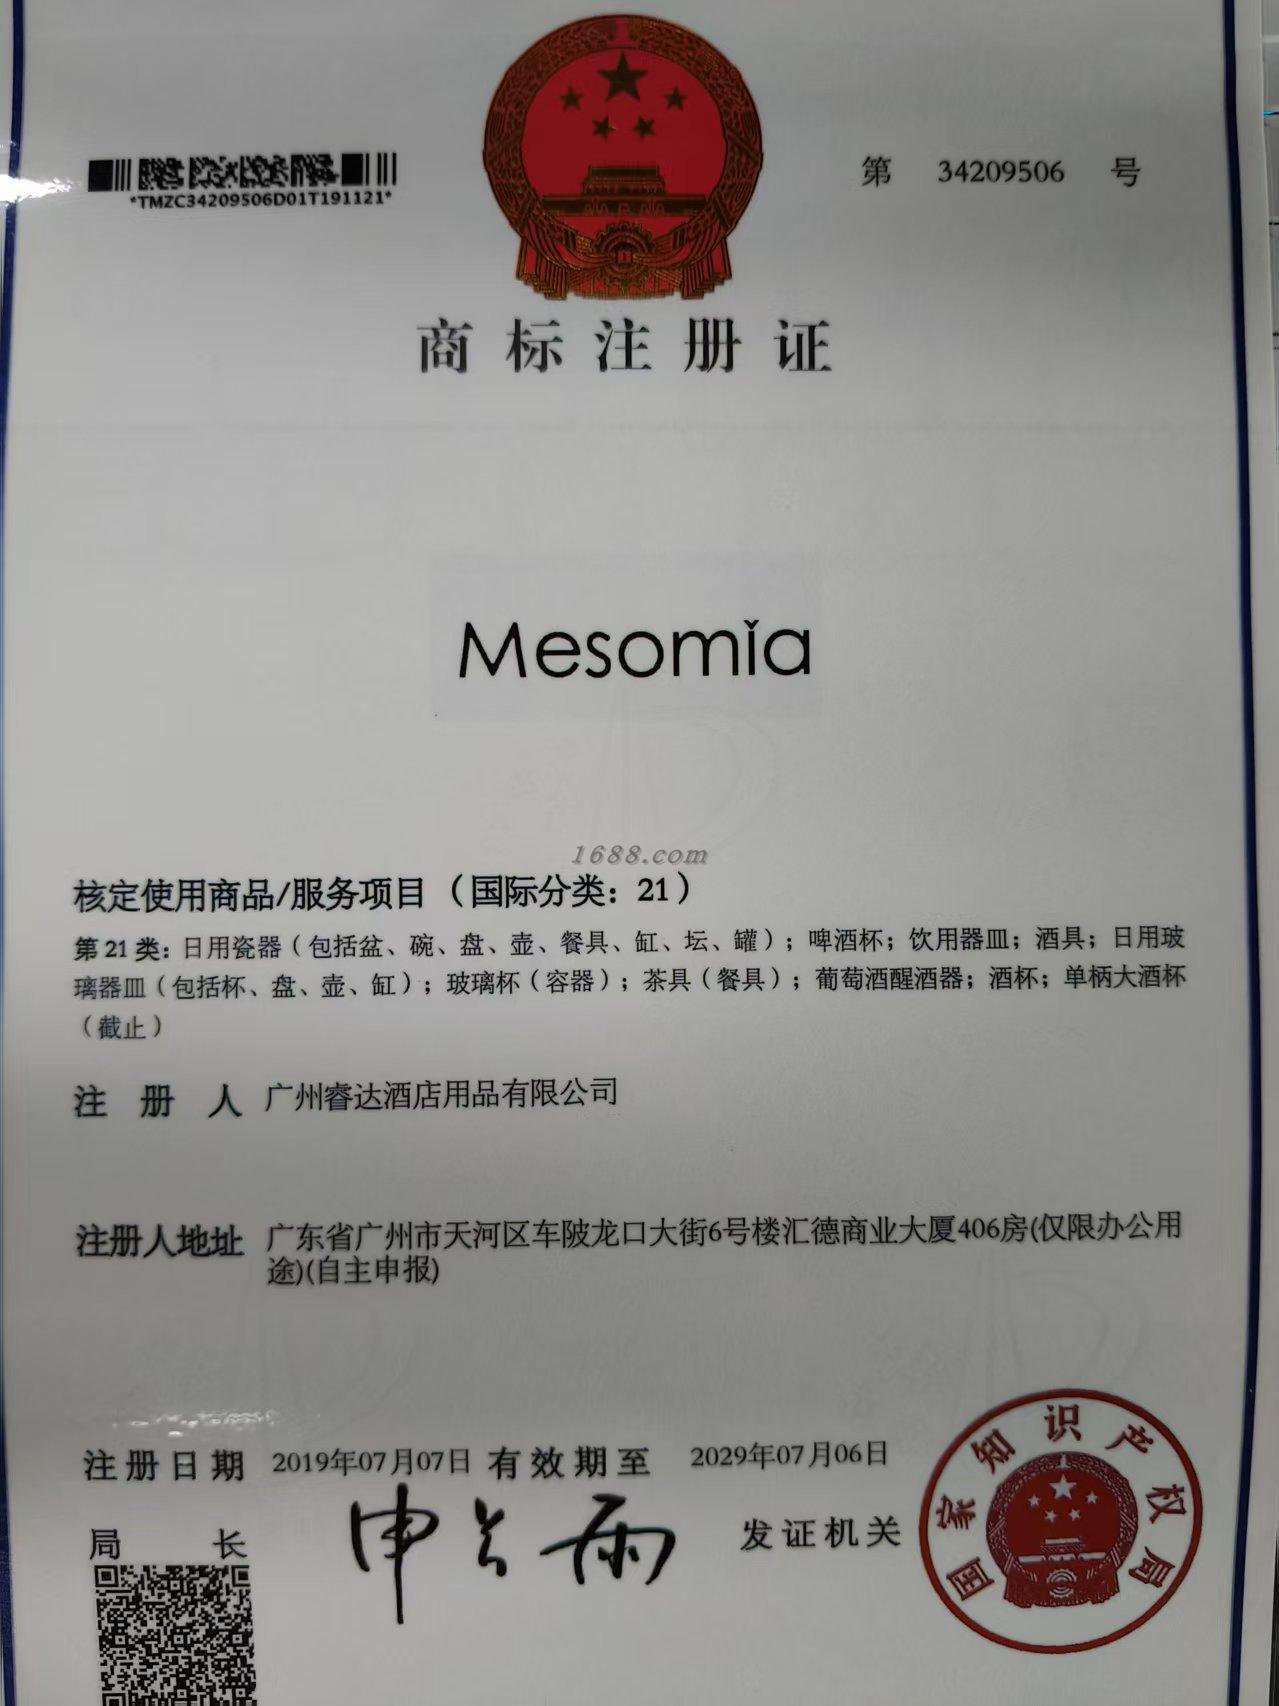 *TMZC34209506D01T191121*
第 34209506 号
商标注册证
Mesomǐa
1688.com
核定使用商品/服务项目（国际分类：21）
第 21 类：日用瓷器（包括盆、碗、盘、壶、餐具、缸、坛、罐）；啤酒杯；饮用器皿；酒具；日用玻
璃器皿（包括杯、盘、壶、缸）；玻璃杯（容器）；茶具（餐具）；葡萄酒醒酒器；酒杯；单柄大酒杯
（截止）
注册人 广州睿达酒店用品有限公司
注册人地址 广东省广州市天河区车陂龙口大街6号楼汇德商业大厦406房(仅限办公用
途)(自主申报)
注册日期 2019年07月07日 有效期至 2029年07月06日
局长 申长雨 发证机关
国家知识产权局